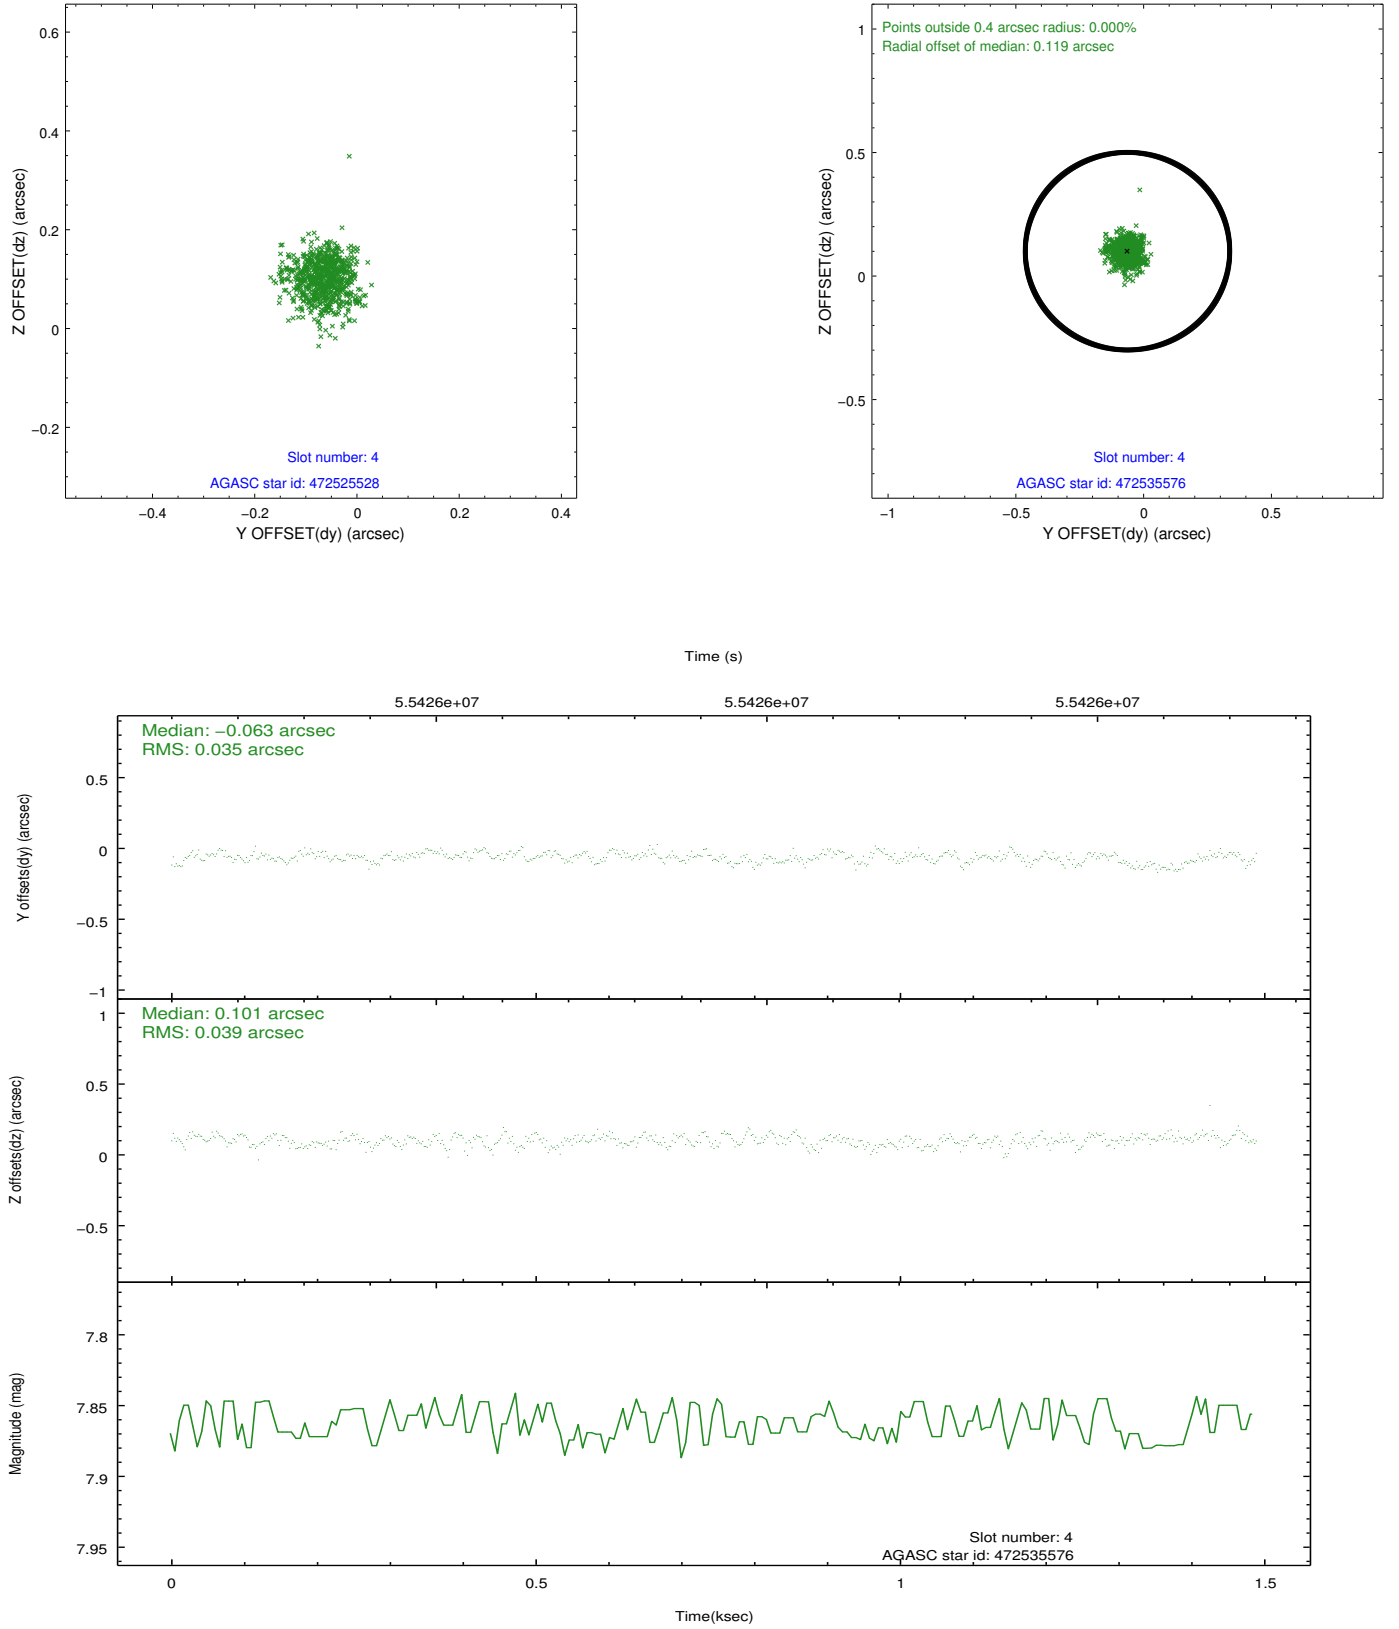 0.6
0.4
0.2
0
−0.2
−0.4
−0.2
0
0.2
0.4
Z OFFSET(dz) (arcsec)
Y OFFSET(dy) (arcsec)
Slot number: 4
AGASC star id: 472525528
Points outside 0.4 arcsec radius: 0.000%
Radial offset of median: 0.119 arcsec
1
0.5
0
−0.5
−1
−0.5
0
0.5
Z OFFSET(dz) (arcsec)
Y OFFSET(dy) (arcsec)
Slot number: 4
AGASC star id: 472535576
Time (s)
5.5426e+07
5.5426e+07
5.5426e+07
Median: −0.063 arcsec
RMS: 0.035 arcsec
0.5
0
−0.5
−1
Y offsets(dy) (arcsec)
Median: 0.101 arcsec
RMS: 0.039 arcsec
1
0.5
0
−0.5
Z offsets(dz) (arcsec)
7.8
7.85
7.9
7.95
Magnitude (mag)
Slot number: 4
AGASC star id: 472535576
0
0.5
1
1.5
Time(ksec)